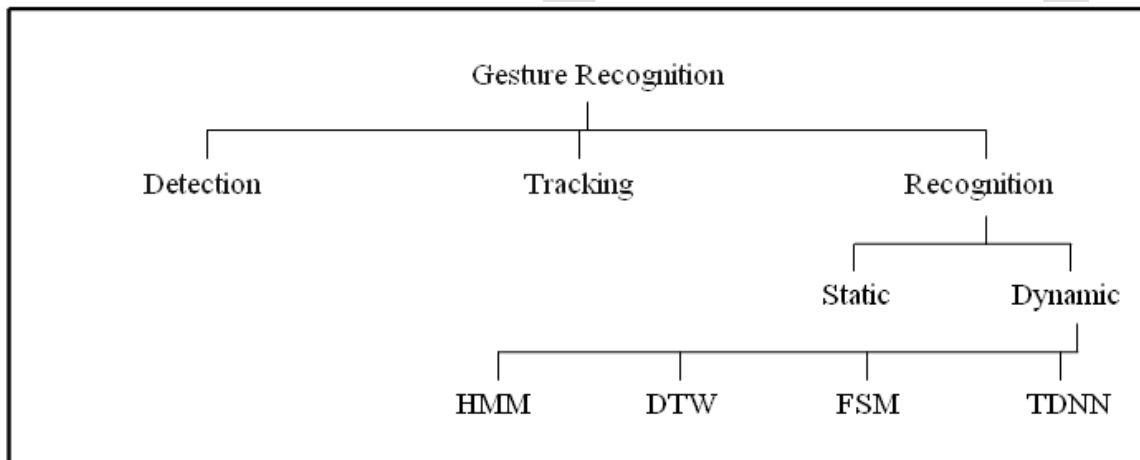 Gesture Recognition
Detection Tracking Recognition
Static Dynamic
HMM DTW FSM TDNN